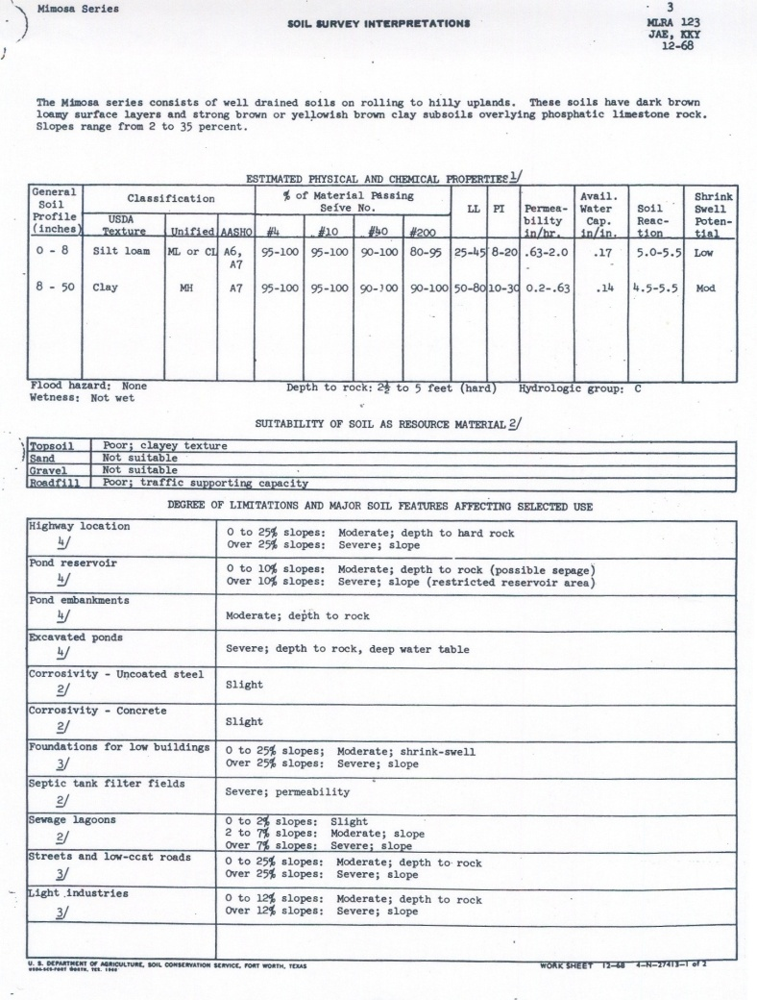 Mimosa Series
3
SOIL SURVEY INTERPRETATIONS
MLRA 123
JAE, KKY
12-68
The Mimosa series consists of well drained soils on rolling to hilly uplands. These soils have dark brown
loamy surface layers and strong brown or yellowish brown clay subsoils overlying phosphatic limestone rock.
Slopes range from 2 to 35 percent.
ESTIMATED PHYSICAL AND CHEMICAL PROPERTIES 1/
General Soil Profile (inches) Classification % of Material Passing Seive No. LL PI Permea-bility in/hr. Avail. Water Cap. in/in. Soil Reac-tion Shrink Swell Poten-tial
USDA Texture Unified AASHO #4 #10 #40 #200
0 - 8 Silt loam ML or CL A6, A7 95-100 95-100 90-100 80-95 25-45 8-20 .63-2.0 .17 5.0-5.5 Low
8 - 50 Clay MH A7 95-100 95-100 90-100 90-100 50-80 10-30 0.2-.63 .14 4.5-5.5 Mod
Flood hazard: None Depth to rock: 2½ to 5 feet (hard) Hydrologic group: C
Wetness: Not wet
SUITABILITY OF SOIL AS RESOURCE MATERIAL 2/
Topsoil Poor; clayey texture
Sand Not suitable
Gravel Not suitable
Roadfill Poor; traffic supporting capacity
DEGREE OF LIMITATIONS AND MAJOR SOIL FEATURES AFFECTING SELECTED USE
Highway location
4/
0 to 25% slopes: Moderate; depth to hard rock
Over 25% slopes: Severe; slope
Pond reservoir
4/
0 to 10% slopes: Moderate; depth to rock (possible sepage)
Over 10% slopes: Severe; slope (restricted reservoir area)
Pond embankments
4/
Moderate; depth to rock
Excavated ponds
4/
Severe; depth to rock, deep water table
Corrosivity - Uncoated steel
2/
Slight
Corrosivity - Concrete
2/
Slight
Foundations for low buildings
3/
0 to 25% slopes; Moderate; shrink-swell
Over 25% slopes: Severe; slope
Septic tank filter fields
2/
Severe; permeability
Sewage lagoons
2/
0 to 2% slopes: Slight
2 to 7% slopes: Moderate; slope
Over 7% slopes: Severe; slope
Streets and low-cost roads
3/
0 to 25% slopes: Moderate; depth to rock
Over 25% slopes: Severe; slope
Light industries
3/
0 to 12% slopes: Moderate; depth to rock
Over 12% slopes: Severe; slope
U. S. DEPARTMENT OF AGRICULTURE, SOIL CONSERVATION SERVICE, FORT WORTH, TEXAS
WORK SHEET 12-68 4-N-27413-1 of 2